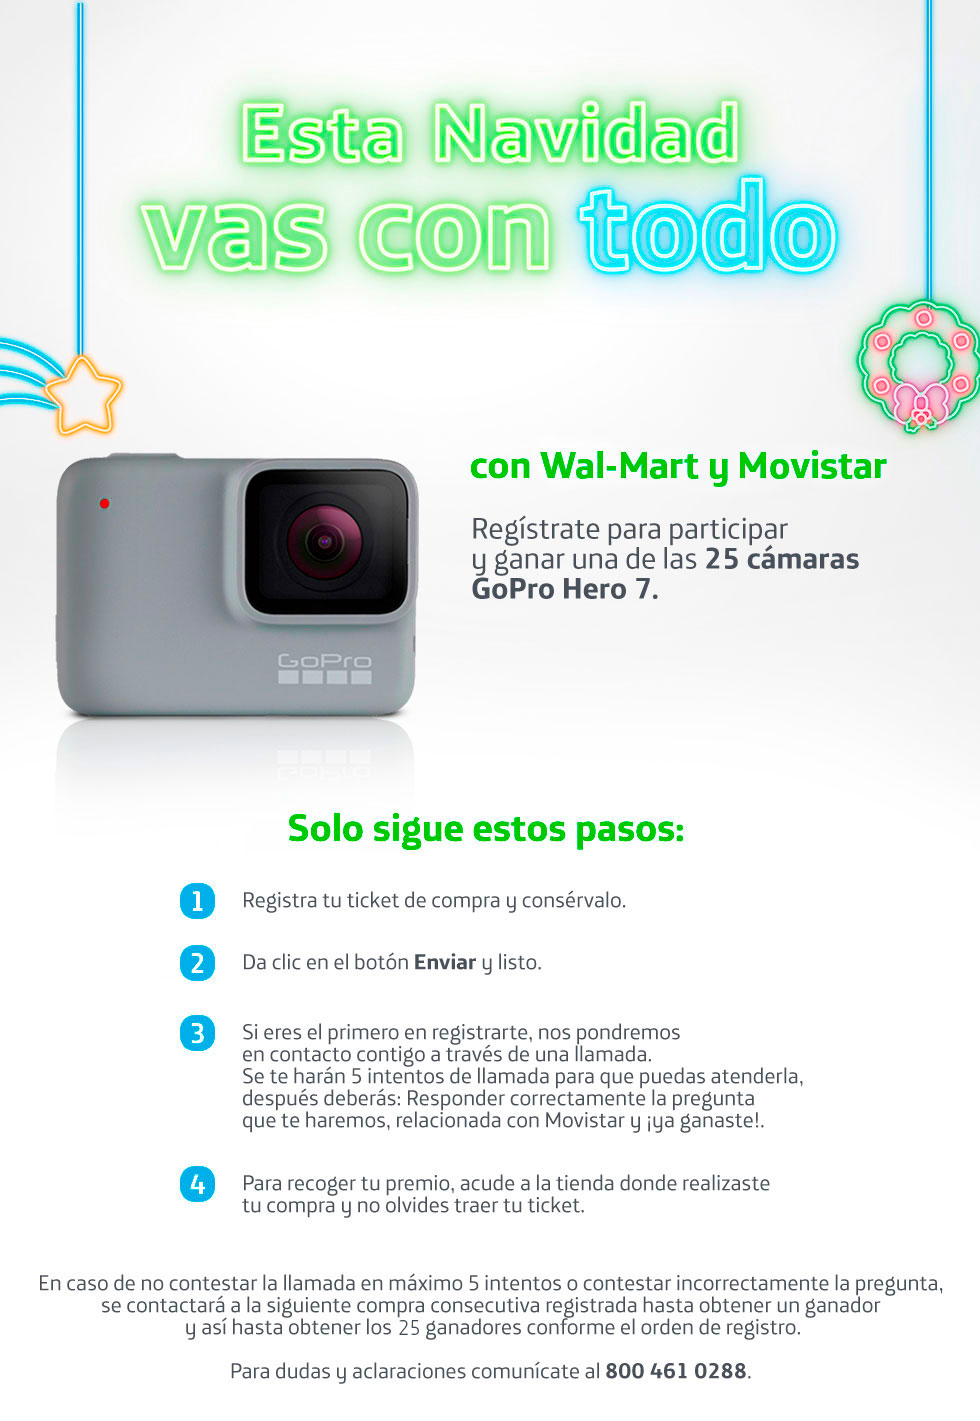 Esta Navidad
vas con todo
con Wal-Mart y Movistar
Regístrate para participar
y ganar una de las 25 cámaras
GoPro Hero 7.
GoPro
Solo sigue estos pasos:
1 Registra tu ticket de compra y consérvalo.
2 Da clic en el botón Enviar y listo.
3 Si eres el primero en registrarte, nos pondremos
en contacto contigo a través de una llamada.
Se te harán 5 intentos de llamada para que puedas atenderla,
después deberás: Responder correctamente la pregunta
que te haremos, relacionada con Movistar y ¡ya ganaste!.
4 Para recoger tu premio, acude a la tienda donde realizaste
tu compra y no olvides traer tu ticket.
En caso de no contestar la llamada en máximo 5 intentos o contestar incorrectamente la pregunta,
se contactará a la siguiente compra consecutiva registrada hasta obtener un ganador
y así hasta obtener los 25 ganadores conforme el orden de registro.
Para dudas y aclaraciones comunícate al 800 461 0288.